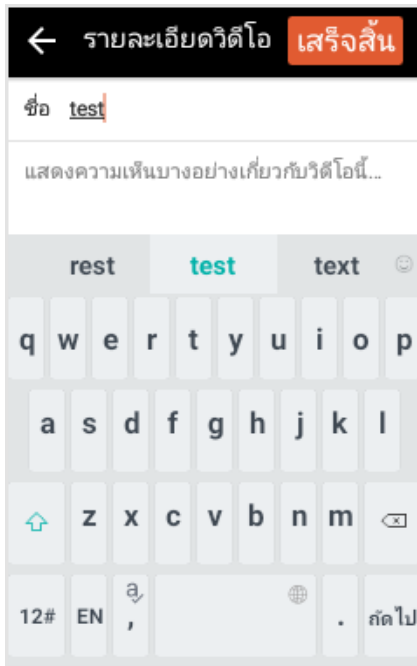 รายละเอียดวิดีโอ เสร็จสิ้น
ชื่อ test
แสดงความเห็นบางอย่างเกี่ยวกับวิดีโอนี้...
rest test text
q w e r t y u i o p
a s d f g h j k l
z x c v b n m
12# EN a , . ถัดไป